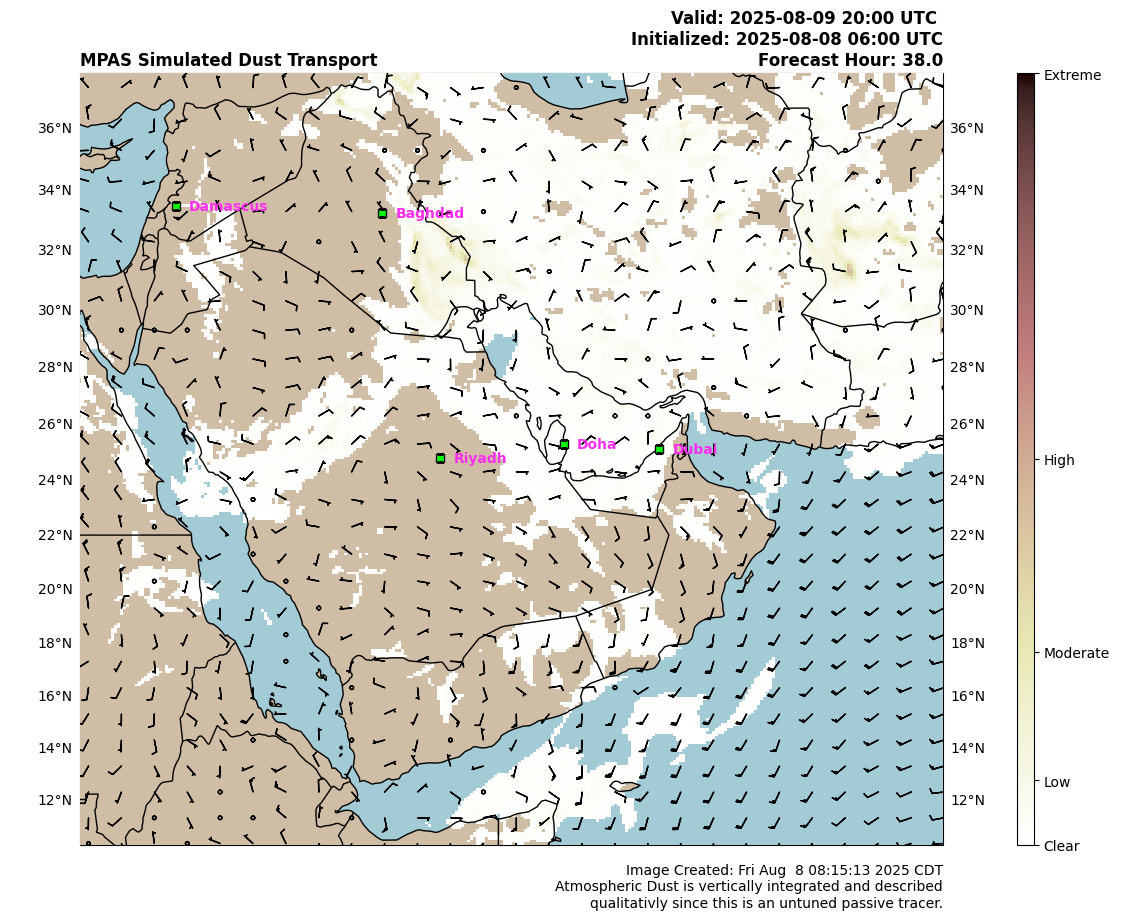 Valid: 2025-08-09 20:00 UTC
Initialized: 2025-08-08 06:00 UTC
MPAS Simulated Dust Transport
Forecast Hour: 38.0
Extreme
36°N
36°N
34°N
34°N
Damascus
Baghdad
32°N
32°N
30°N
30°N
28°N
28°N
26°N
26°N
Doha
Dubai
Riyadh
High
24°N
24°N
22°N
22°N
20°N
20°N
18°N
18°N
Moderate
16°N
16°N
14°N
14°N
Low
12°N
12°N
Clear
Image Created: Fri Aug  8 08:15:13 2025 CDT
Atmospheric Dust is vertically integrated and described
qualitativly since this is an untuned passive tracer.